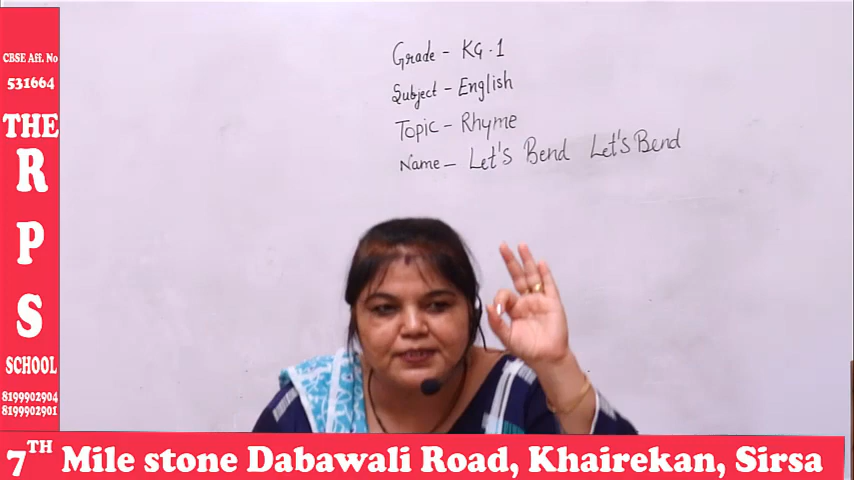 CBSE Aff. No
531664
THE
R
P
S
SCHOOL
8199902904
8199902901
Grade - KG-1
Subject - English
Topic - Rhyme
Name - Let's Bend Let's Bend
7TH Mile stone Dabawali Road, Khairekan, Sirsa